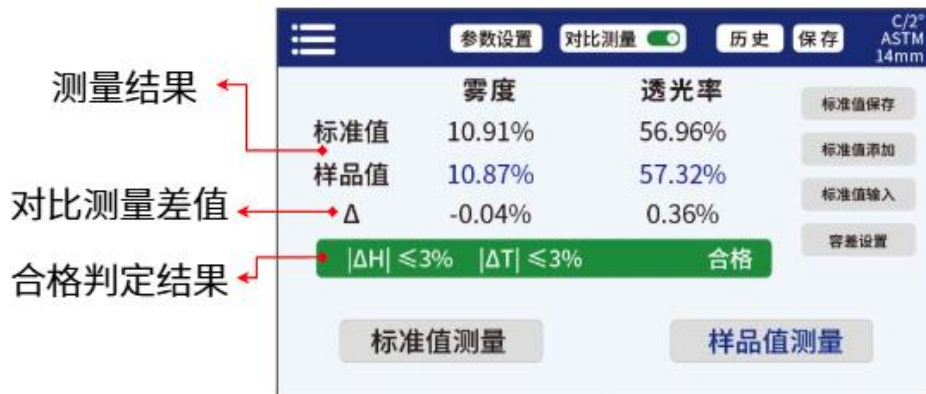 参数设置 对比测量 历史 保存 C/2°
ASTM
14mm
测量结果
雾度 透光率
标准值保存
标准值 10.91% 56.96%
标准值添加
样品值 10.87% 57.32%
标准值输入
对比测量差值
Δ -0.04% 0.36%
容差设置
合格判定结果
|ΔH| ≤3% |ΔT| ≤3% 合格
标准值测量 样品值测量